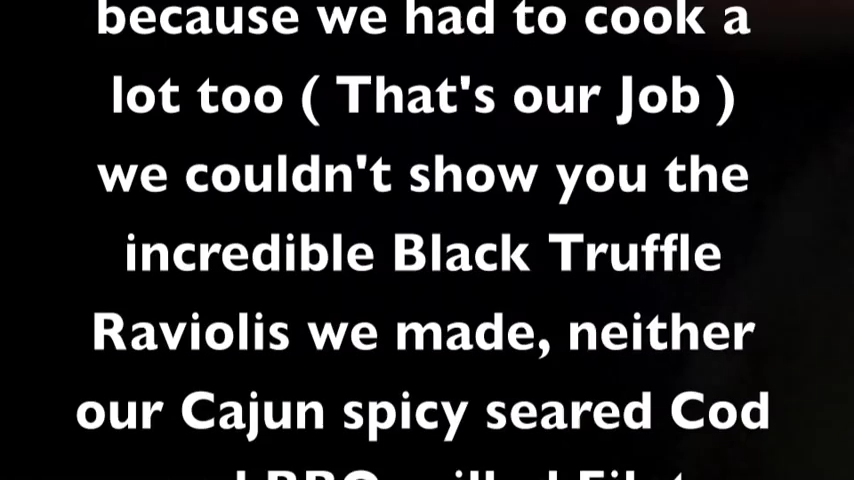 because we had to cook a
lot too ( That's our Job )
we couldn't show you the
incredible Black Truffle
Raviolis we made, neither
our Cajun spicy seared Cod